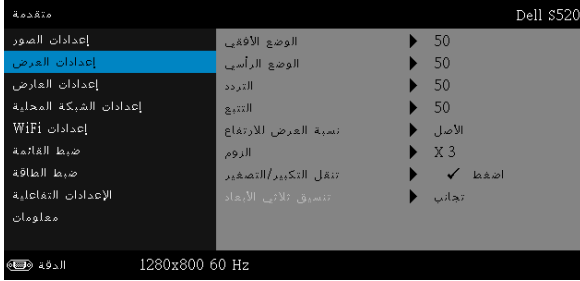 متقدمة
Dell S520
إعدادات الصور
إعدادات العرض
إعدادات العارض
إعدادات الشبكة المحلية
إعدادات WiFi
ضبط القائمة
ضبط الطاقة
الإعدادات التفاعلية
معلومات
الوضع الأفقي 50
الوضع الرأسي 50
التردد 50
التتبع 50
نسبة العرض للارتفاع الأصل
الزوم X 3
تنقل التكبير/التصغير ✓ اضغط
تنسيق ثلاثي الأبعاد تجانب
الدقة 1280x800 60 Hz